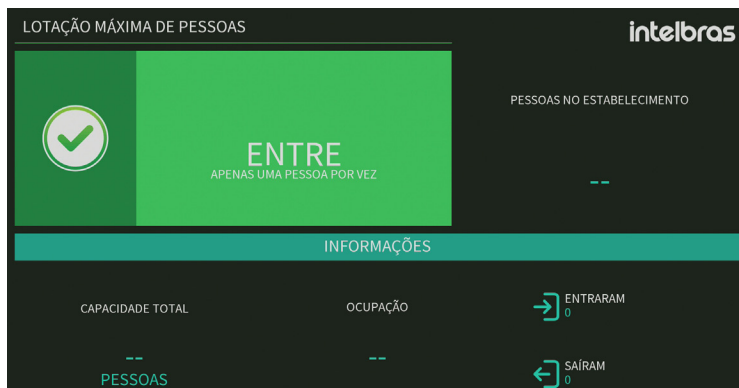 LOTAÇÃO MÁXIMA DE PESSOAS
intelbras
ENTRE
APENAS UMA PESSOA POR VEZ
PESSOAS NO ESTABELECIMENTO
--
INFORMAÇÕES
CAPACIDADE TOTAL
--
PESSOAS
OCUPAÇÃO
--
ENTRARAM
0
SAÍRAM
0